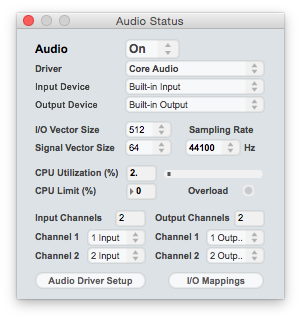 Audio Status
Audio On
Driver Core Audio
Input Device Built-in Input
Output Device Built-in Output
I/O Vector Size 512 Sampling Rate
Signal Vector Size 64 44100 Hz
CPU Utilization (%) 2.
CPU Limit (%) 0 Overload
Input Channels 2 Output Channels 2
Channel 1 1 Input Channel 1 1 Outp..
Channel 2 2 Input Channel 2 2 Outp..
Audio Driver Setup I/O Mappings